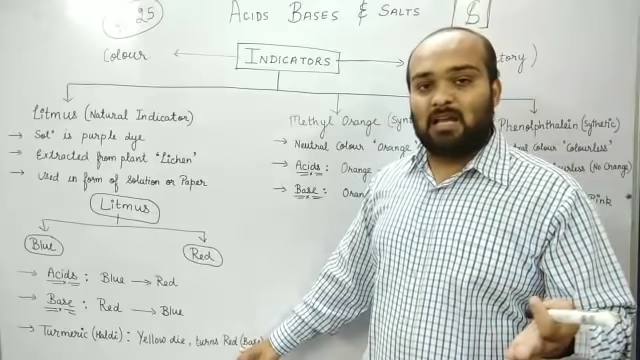 25
ACIDS BASES & SALTS
Colour
INDICATORS
Litmus (Natural Indicator)
→ Solⁿ is purple dye
→ Extracted from plant "Lichen"
→ Used in form of Solution or Paper
Litmus
Blue
Red
→ Acids : Blue → Red
→ Base : Red → Blue
→ Turmeric (Haldi) : Yellow die, turns Red (Base
Methyl Orange
→ Neutral Colour "Orange"
→ Acids : Orange
→ Base :
Phenolphthalein (Sythetic)
Colour "Colourless"
(No Change)
Pink